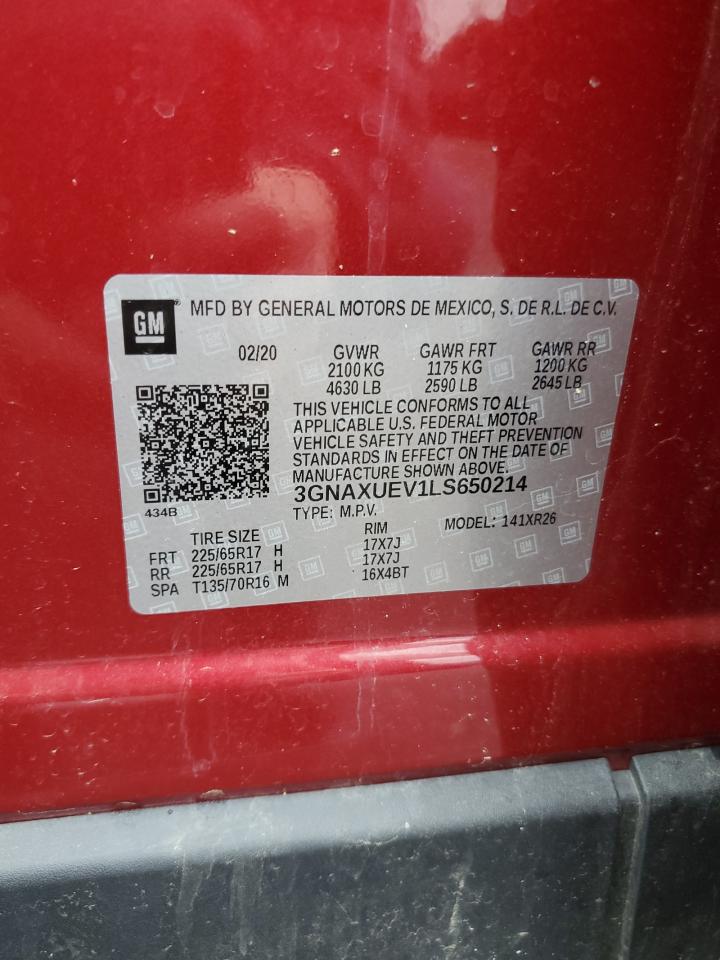 GM® MFD BY GENERAL MOTORS DE MEXICO, S. DE R.L. DE C.V.
02/20 GVWR GAWR FRT GAWR RR
2100 KG 1175 KG 1200 KG
4630 LB 2590 LB 2645 LB
THIS VEHICLE CONFORMS TO ALL
APPLICABLE U.S. FEDERAL MOTOR
VEHICLE SAFETY AND THEFT PREVENTION
STANDARDS IN EFFECT ON THE DATE OF
MANUFACTURE SHOWN ABOVE.
3GNAXUEV1LS650214
434B TYPE: M.P.V. MODEL: 141XR26
TIRE SIZE RIM
FRT 225/65R17 H 17X7J
RR 225/65R17 H 17X7J
SPA T135/70R16 M 16X4BT